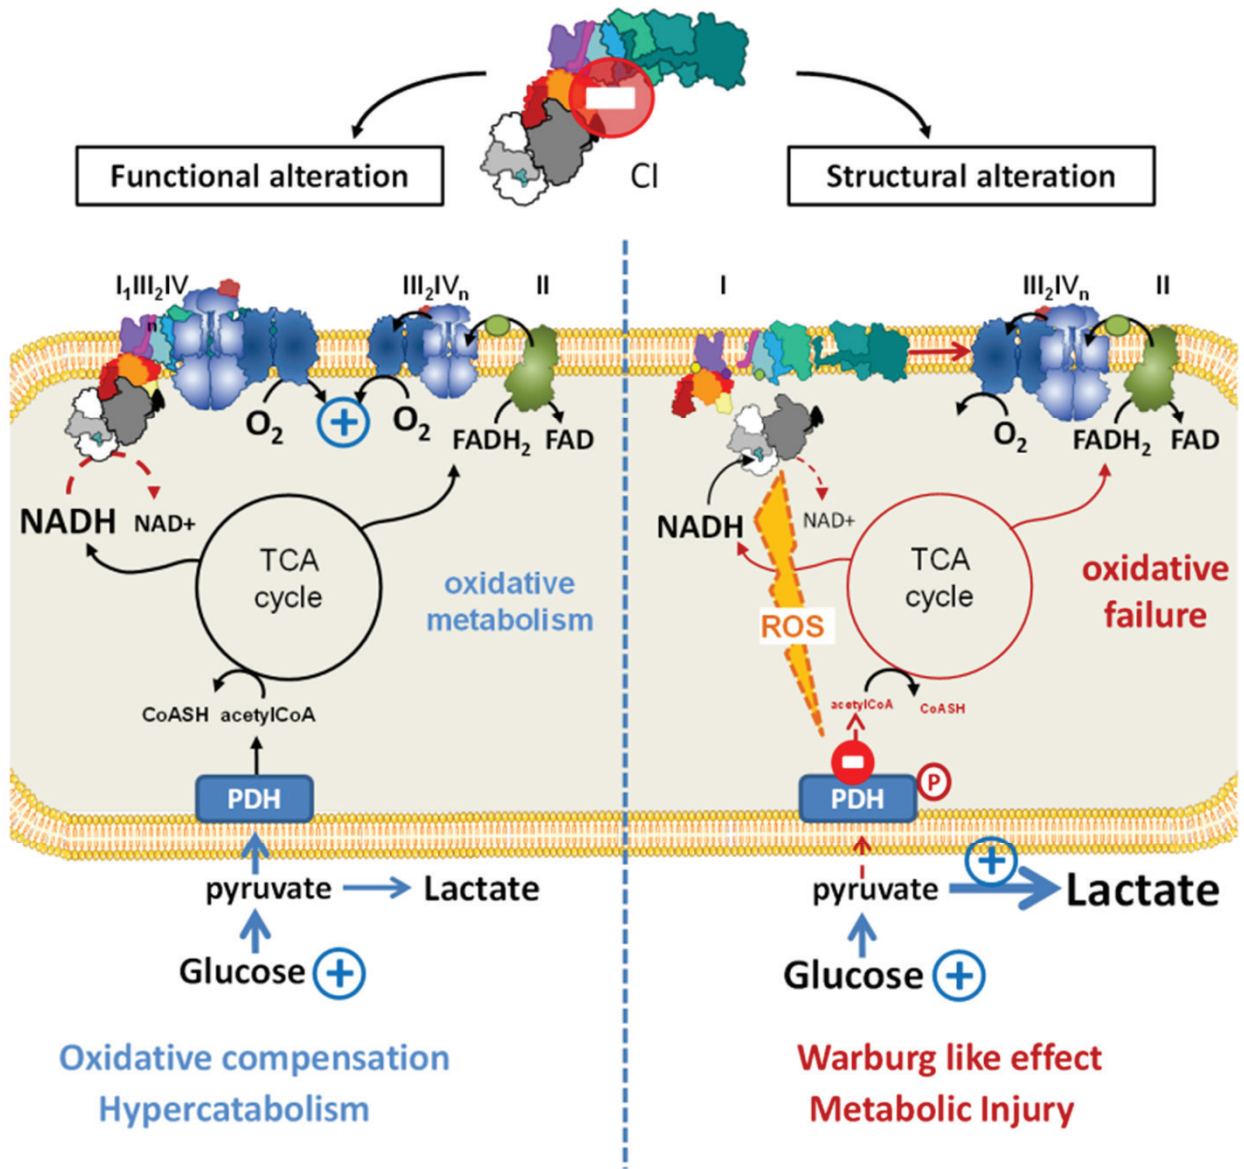 CI
Functional alteration
Structural alteration
I₁III₂IV
n
III₂IVₙ
II
I
III₂IVₙ
II
O₂
+
O₂
FADH₂ FAD
O₂
FADH₂ FAD
NADH NAD+
NADH NAD+
TCA
cycle
oxidative
metabolism
TCA
cycle
oxidative
failure
ROS
CoASH acetylCoA
acetylCoA CoASH
PDH
PDH
P
pyruvate Lactate
pyruvate + Lactate
Glucose +
Glucose +
Oxidative compensation
Hypercatabolism
Warburg like effect
Metabolic Injury